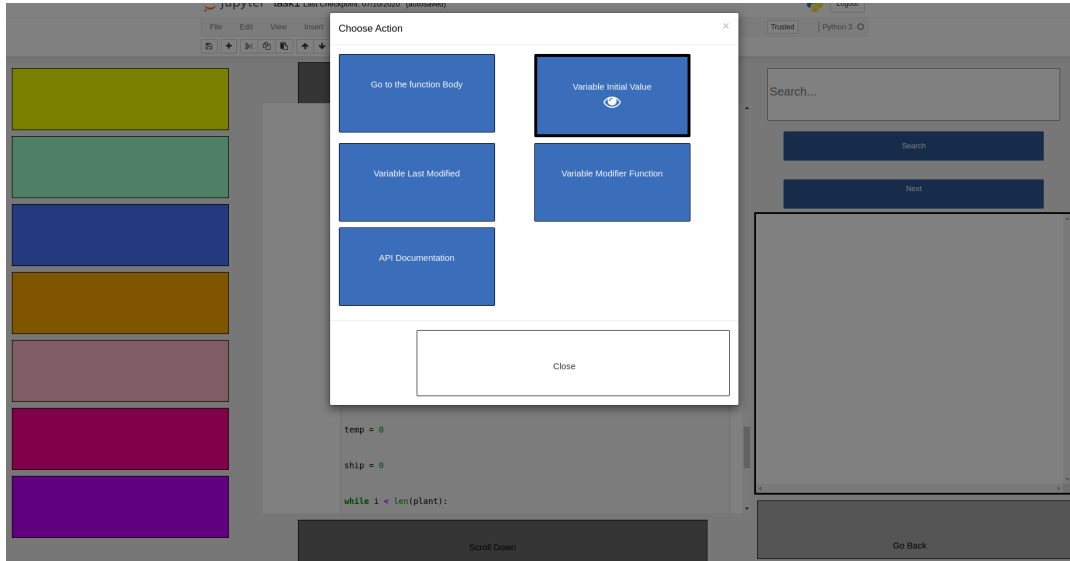 jupyter task1 Last Checkpoint: 07/10/2020 (autosaved)
Logout
File Edit View Insert
Trusted Python 3
Choose Action ×
Go to the function Body
Variable Initial Value
Variable Last Modified
Variable Modifier Function
API Documentation
Close
temp = 0
ship = 0
while i < len(plant):
Scroll Down
Search...
Search
Next
Go Back